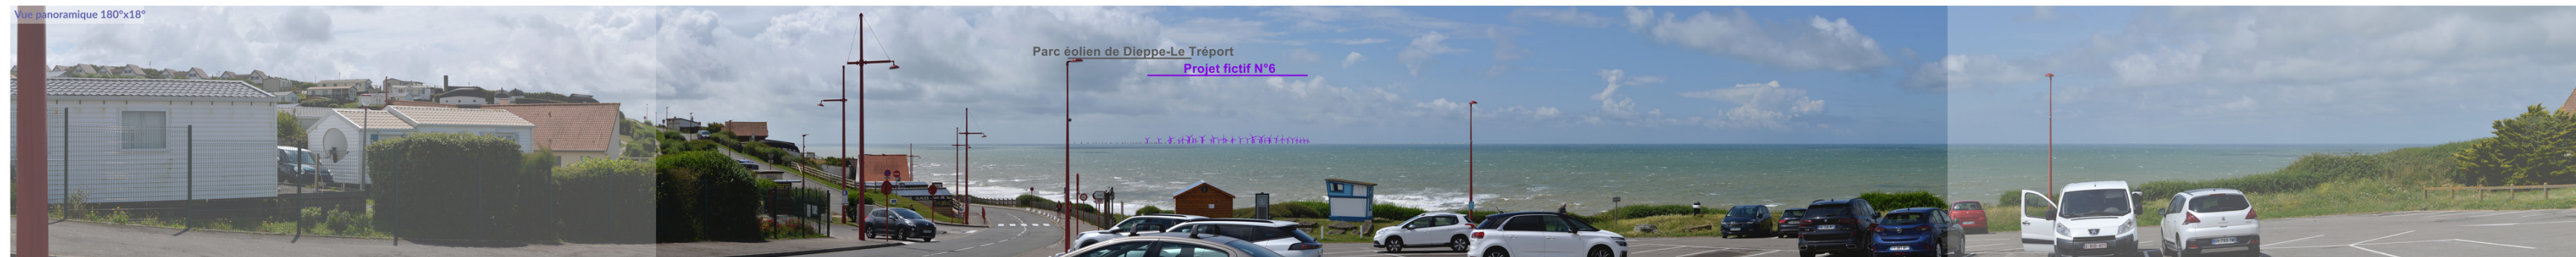 Vue panoramique 180°x18°
Parc éolien de Dieppe-Le Tréport
Projet fictif N°6